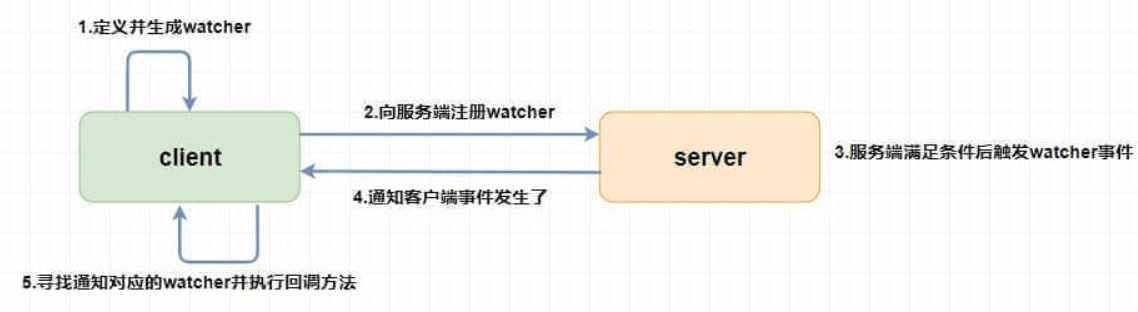 1.定义并生成watcher
2.向服务端注册watcher
client
server
3.服务端满足条件后触发watcher事件
4.通知客户端事件发生了
5.寻找通知对应的watcher并执行回调方法